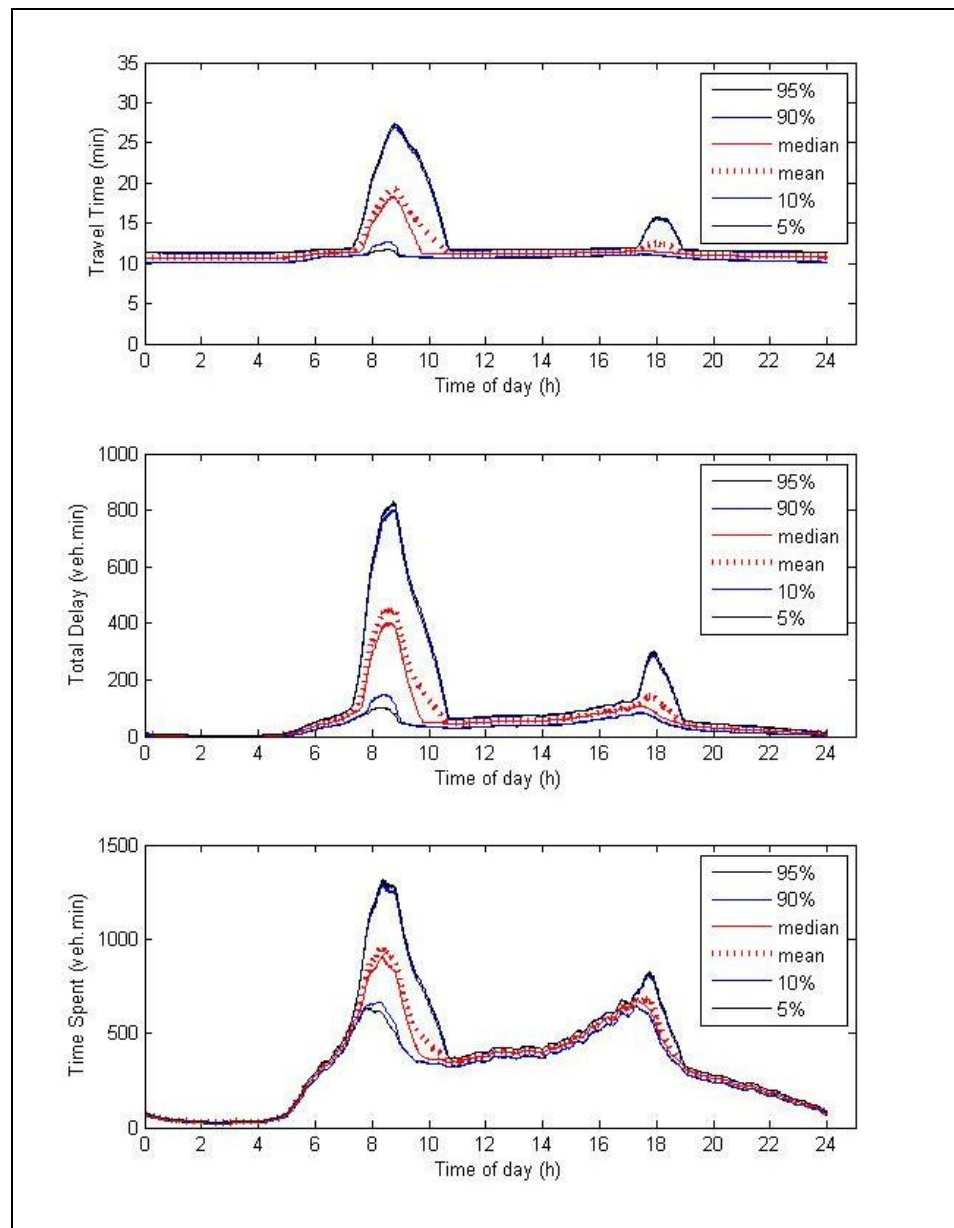 35
30
25
20
15
10
5
0
Travel Time (min)
95%
90%
median
mean
10%
5%
0 2 4 6 8 10 12 14 16 18 20 22 24
Time of day (h)
1000
800
600
400
200
0
Total Delay (veh.min)
95%
90%
median
mean
10%
5%
0 2 4 6 8 10 12 14 16 18 20 22 24
Time of day (h)
1500
1000
500
0
Time Spent (veh.min)
95%
90%
median
mean
10%
5%
0 2 4 6 8 10 12 14 16 18 20 22 24
Time of day (h)